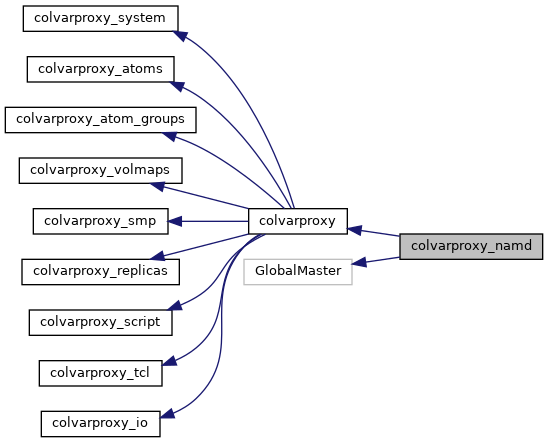 colvarproxy_system
colvarproxy_atoms
colvarproxy_atom_groups
colvarproxy_volmaps
colvarproxy_smp
colvarproxy
colvarproxy_namd
colvarproxy_replicas
GlobalMaster
colvarproxy_script
colvarproxy_tcl
colvarproxy_io